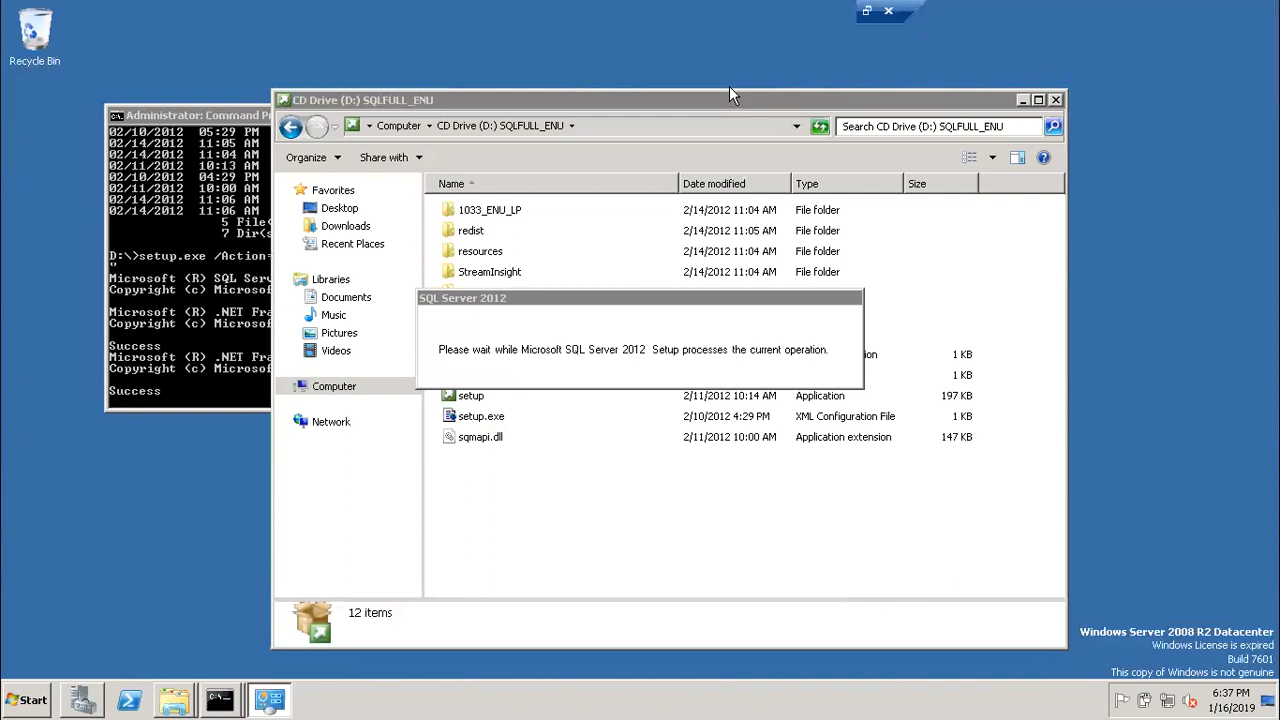 Recycle Bin
Administrator: Command Pr
02/10/2012 05:29 PM
02/14/2012 11:05 AM
02/14/2012 11:04 AM
02/11/2012 10:13 AM
02/10/2012 04:29 PM
02/11/2012 10:00 AM
02/14/2012 11:06 AM
02/14/2012 11:06 AM
5 File(
7 Dir(s
D:\>setup.exe /Action=
"
Microsoft (R) SQL Serv
Copyright (c) Microsof
Microsoft (R) .NET Fra
Copyright (c) Microsof
Success
Microsoft (R) .NET Fra
Copyright (c) Microsof
Success
CD Drive (D:) SQLFULL_ENU
Computer CD Drive (D:) SQLFULL_ENU
Search CD Drive (D:) SQLFULL_ENU
Organize Share with
Favorites
Desktop
Downloads
Recent Places
Libraries
Documents
Music
Pictures
Videos
Computer
Network
Name Date modified Type Size
1033_ENU_LP 2/14/2012 11:04 AM File folder
redist 2/14/2012 11:05 AM File folder
resources 2/14/2012 11:04 AM File folder
StreamInsight 2/14/2012 11:04 AM File folder
SQL Server 2012
Please wait while Microsoft SQL Server 2012 Setup processes the current operation.
ion 1 KB
1 KB
setup 2/11/2012 10:14 AM Application 197 KB
setup.exe 2/10/2012 4:29 PM XML Configuration File 1 KB
sqmapi.dll 2/11/2012 10:00 AM Application extension 147 KB
12 items
Windows Server 2008 R2 Datacenter
Windows License is expired
Build 7601
This copy of Windows is not genuine
Start
6:37 PM
1/16/2019